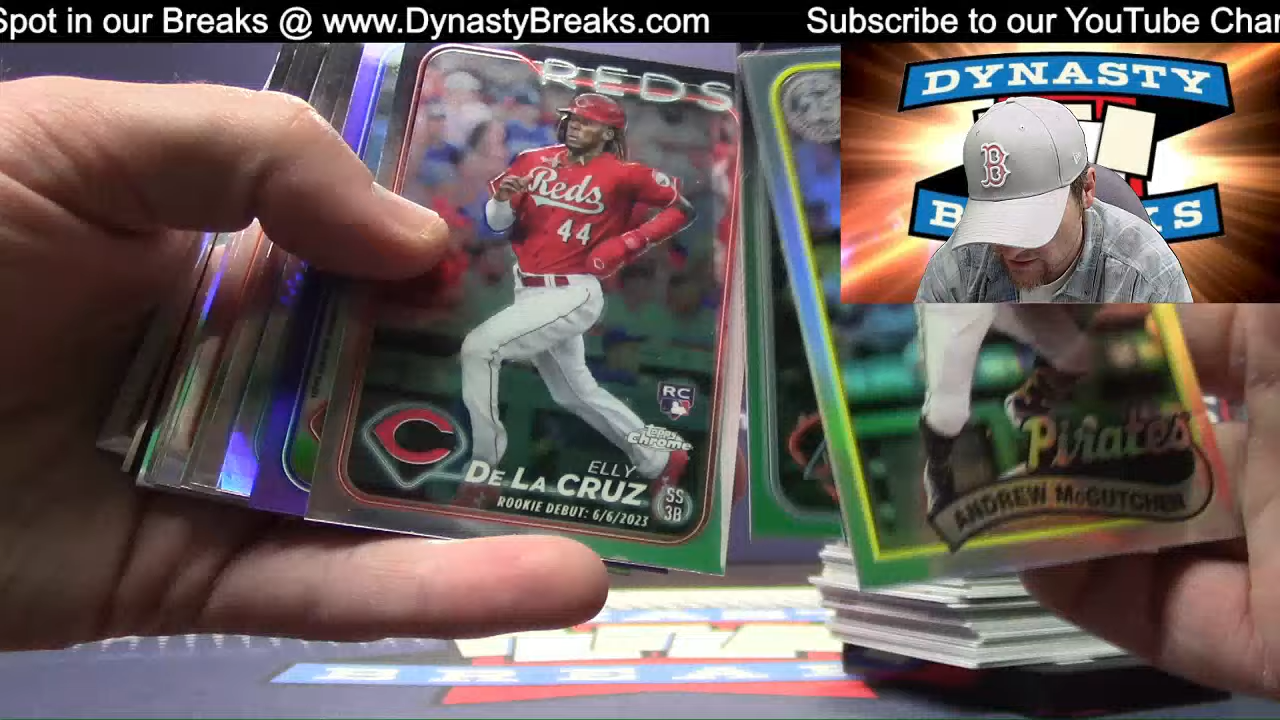 Spot in our Breaks @ www.DynastyBreaks.com
Subscribe to our YouTube Chan
DYNASTY
REDS
B
Reds
44
RC
Topps
Chrome
ELLY
DE LA CRUZ
ROOKIE DEBUT: 6/6/2023
SS
3B
Pirates
ANDREW McCUTCHEN